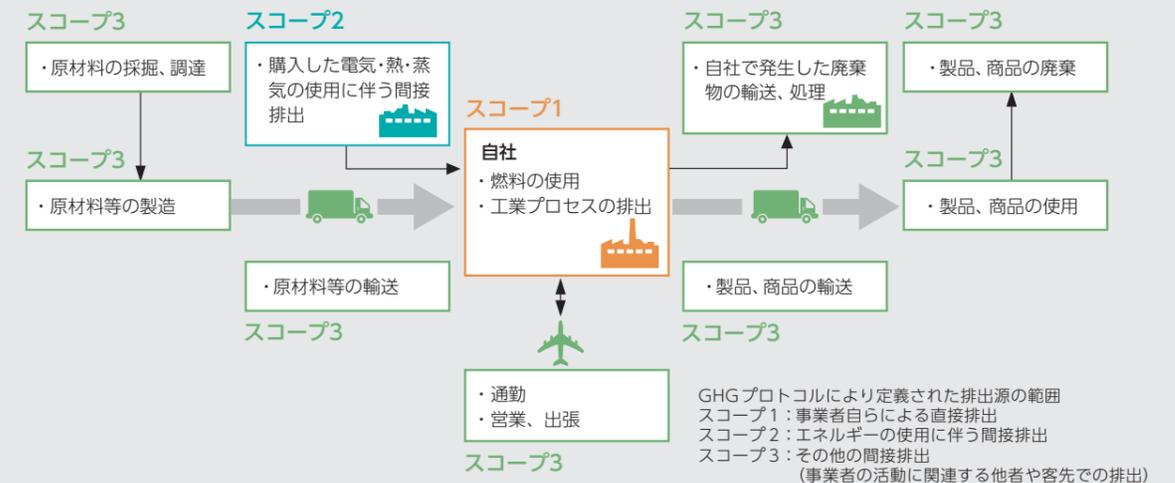 スコープ3
・原材料の採掘、調達
スコープ3
・原材料等の製造
スコープ2
・購入した電気・熱・蒸
気の使用に伴う間接
排出
・原材料等の輸送
スコープ3
スコープ1
自社
・燃料の使用
・工業プロセスの排出
・通勤
・営業、出張
スコープ3
スコープ3
・自社で発生した廃棄
物の輸送、処理
・製品、商品の輸送
スコープ3
スコープ3
・製品、商品の廃棄
スコープ3
・製品、商品の使用
GHGプロトコルにより定義された排出源の範囲
スコープ1：事業者自らによる直接排出
スコープ2：エネルギーの使用に伴う間接排出
スコープ3：その他の間接排出
（事業者の活動に関連する他者や客先での排出）